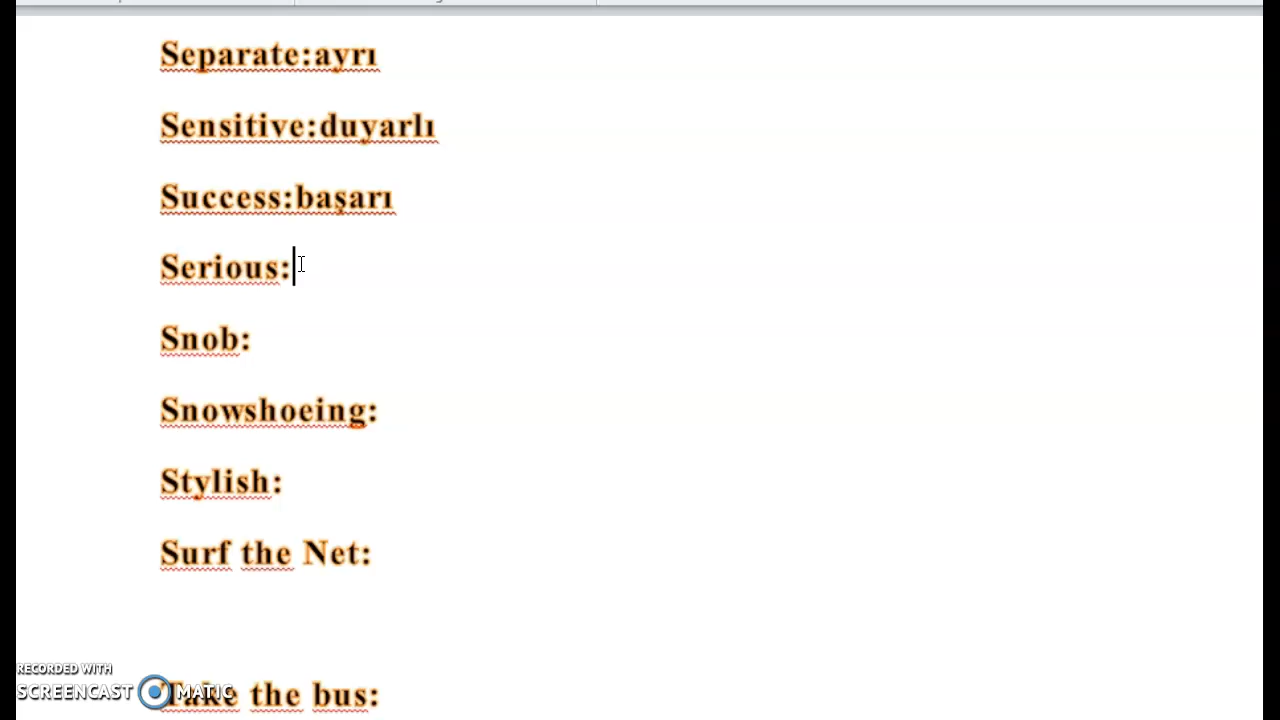 Separate:ayrı
Sensitive:duyarlı
Success:başarı
Serious:
Snob:
Snowshoeing:
Stylish:
Surf the Net:
RECORDED WITH
SCREENCAST MATIC
Take the bus: